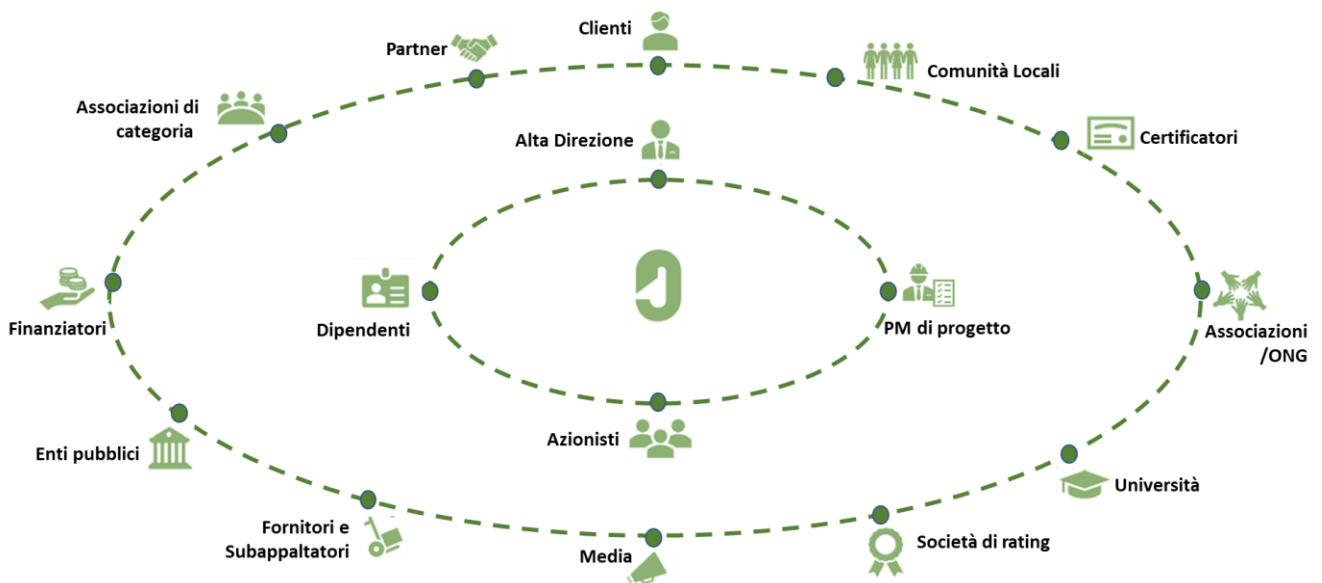 Clienti
Partner
Comunità Locali
Associazioni di
categoria
Certificatori
Alta Direzione
Finanziatori
Dipendenti
PM di progetto
Associazioni
/ONG
Azionisti
Enti pubblici
Università
Fornitori e
Subappaltatori
Media
Società di rating